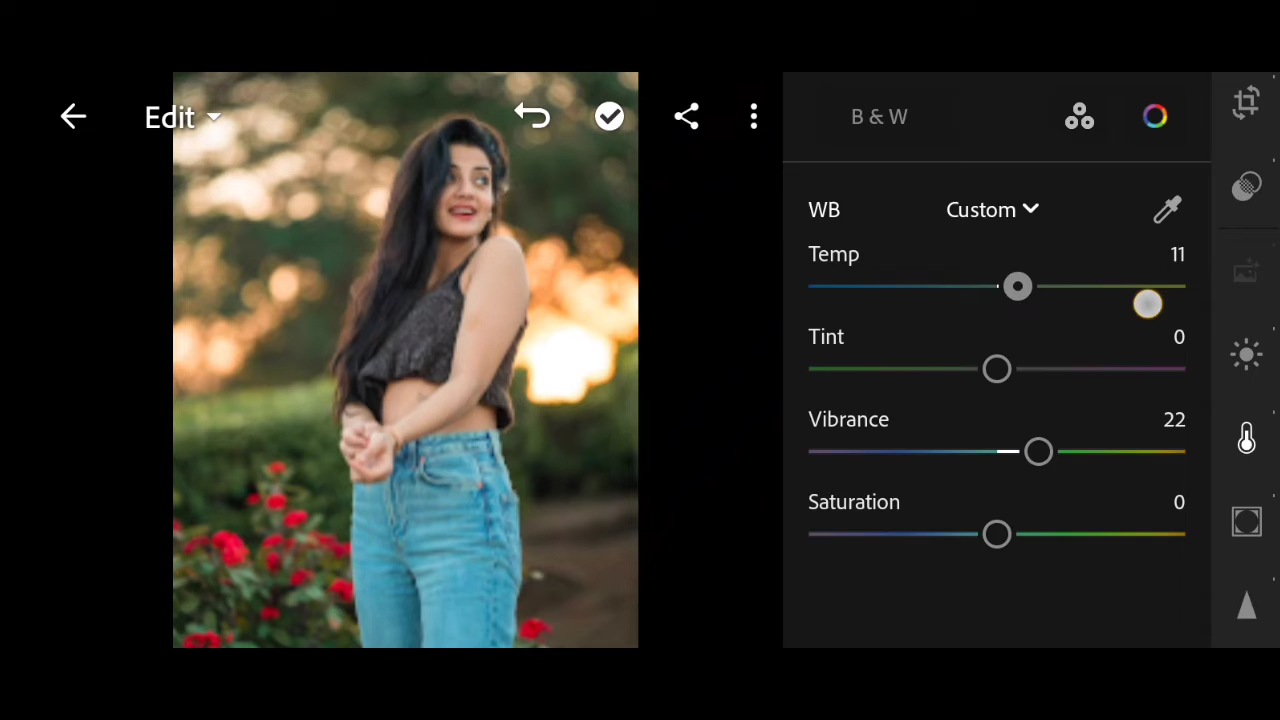 Edit
B & W
WB Custom
Temp 11
Tint 0
Vibrance 22
Saturation 0